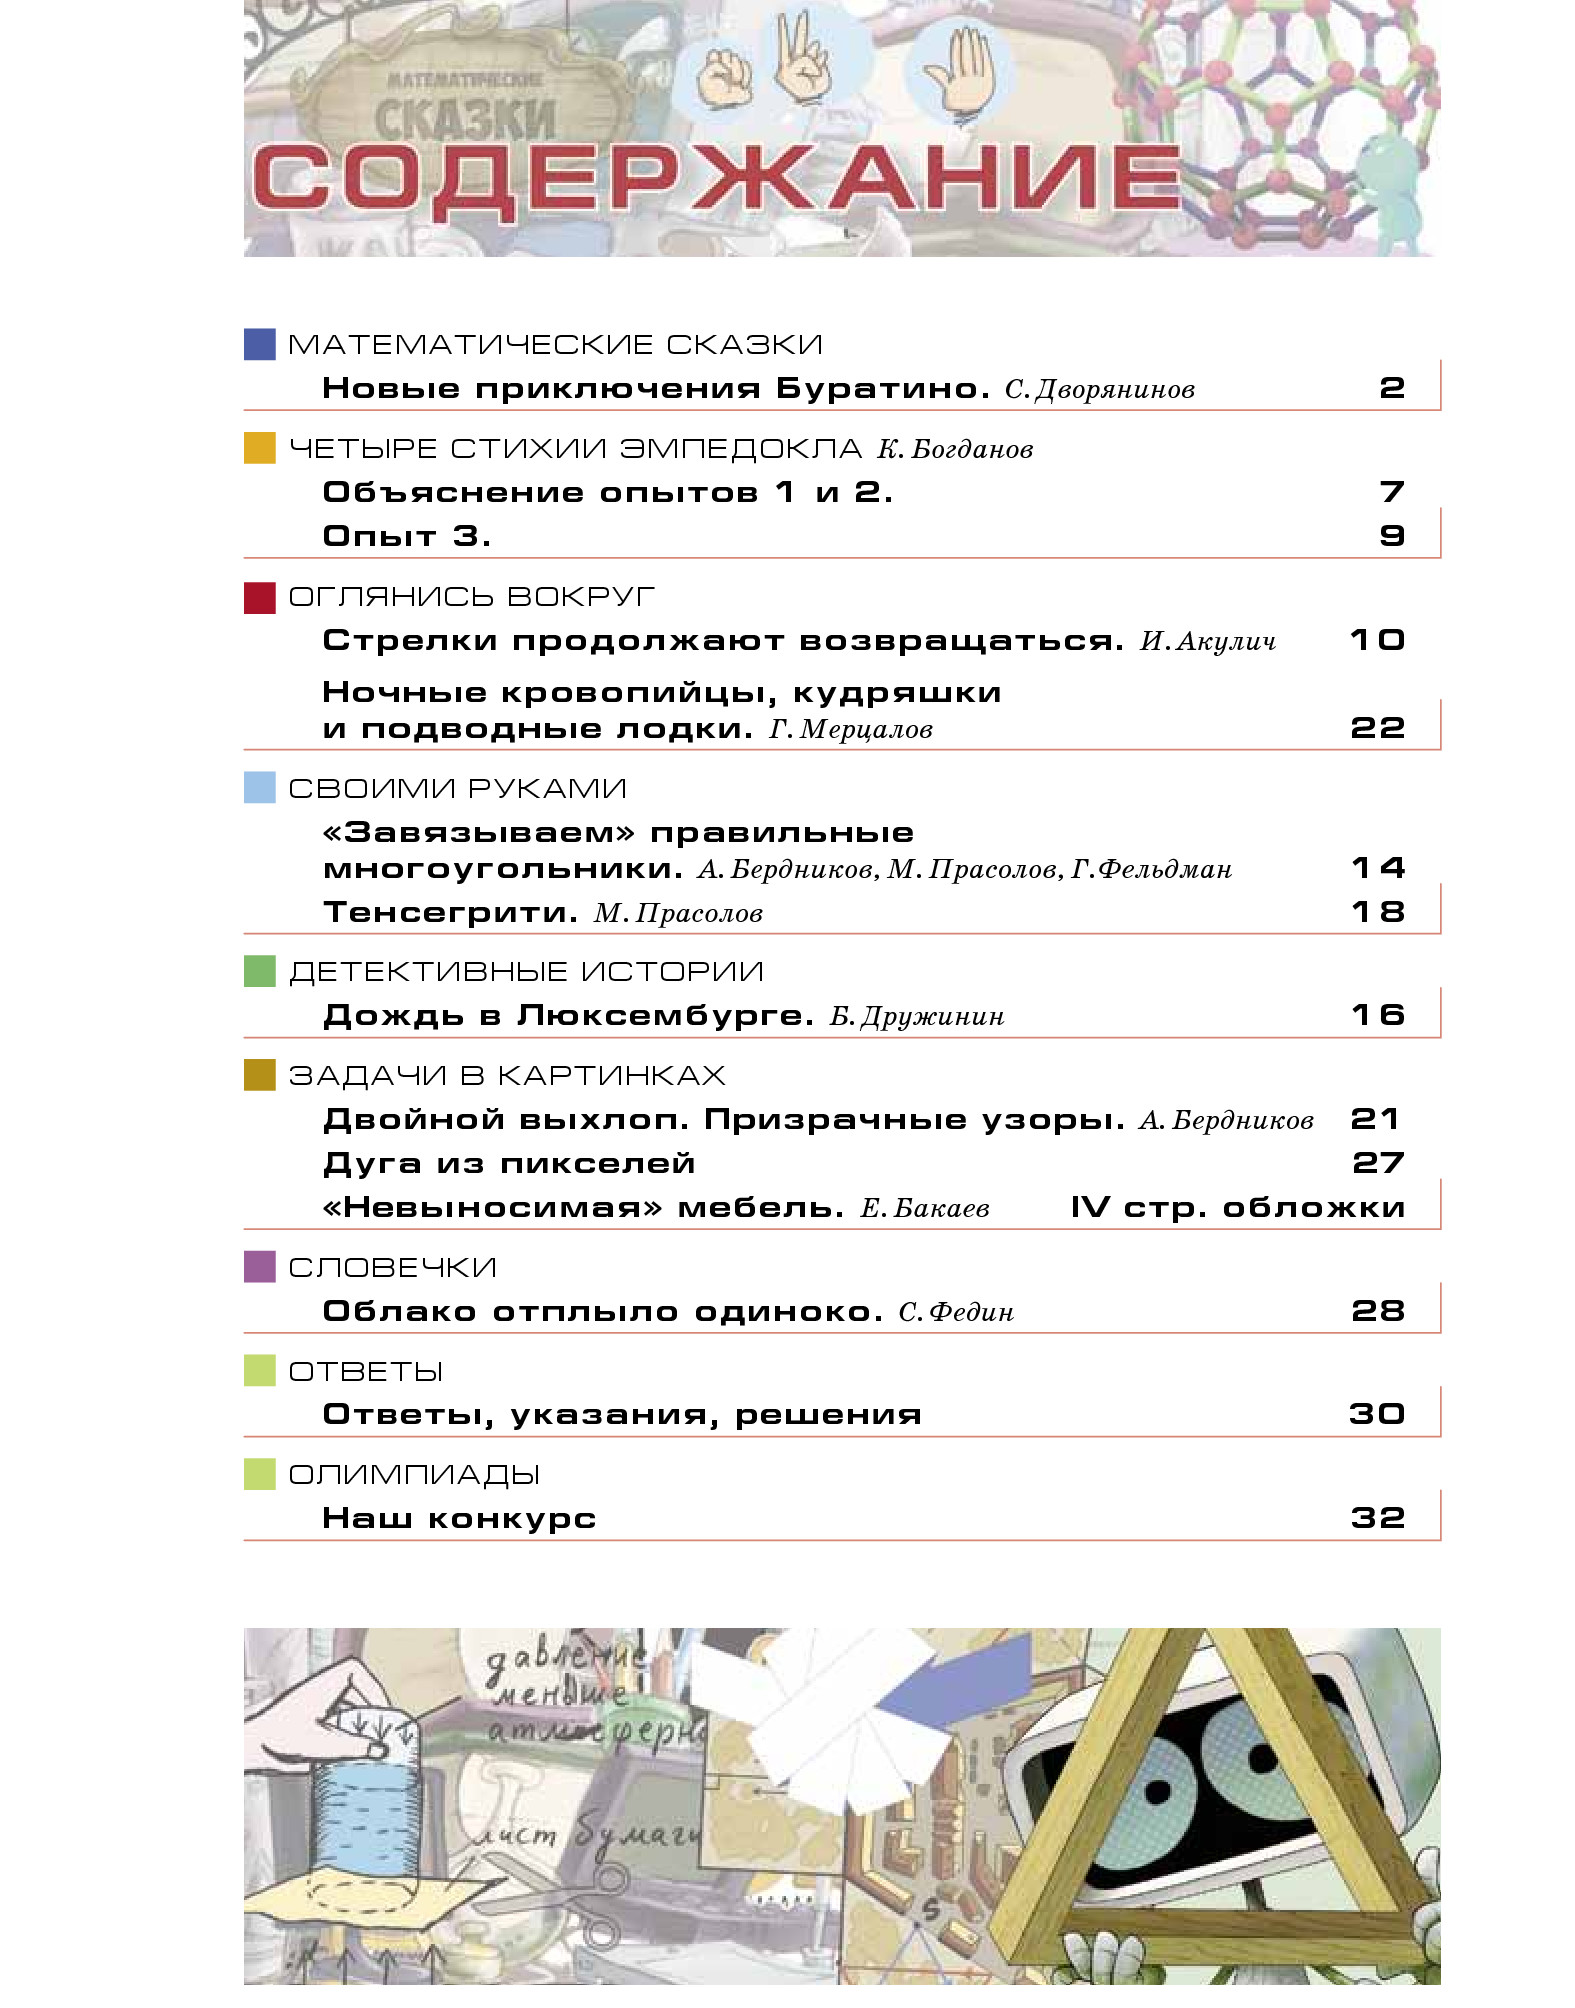 МАТЕМАТИЧЕСКИЕ
СКАЗКИ
СОДЕРЖАНИЕ
МАТЕМАТИЧЕСКИЕ СКАЗКИ
Новые приключения Буратино. С. Дворянинов 2
ЧЕТЫРЕ СТИХИИ ЭМПЕДОКЛА К. Богданов
Объяснение опытов 1 и 2. 7
Опыт 3. 9
ОГЛЯНИСЬ ВОКРУГ
Стрелки продолжают возвращаться. И. Акулич 10
Ночные кровопийцы, кудряшки
и подводные лодки. Г. Мерцалов 22
СВОИМИ РУКАМИ
«Завязываем» правильные
многоугольники. А. Бердников, М. Прасолов, Г. Фельдман 14
Тенсегрити. М. Прасолов 18
ДЕТЕКТИВНЫЕ ИСТОРИИ
Дождь в Люксембурге. Б. Дружинин 16
ЗАДАЧИ В КАРТИНКАХ
Двойной выхлоп. Призрачные узоры. А. Бердников 21
Дуга из пикселей 27
«Невыносимая» мебель. Е. Бакаев IV стр. обложки
СЛОВЕЧКИ
Облако отплыло одиноко. С. Федин 28
ОТВЕТЫ
Ответы, указания, решения 30
ОЛИМПИАДЫ
Наш конкурс 32
давление
меньше
атмосферно
лист бумаги
S